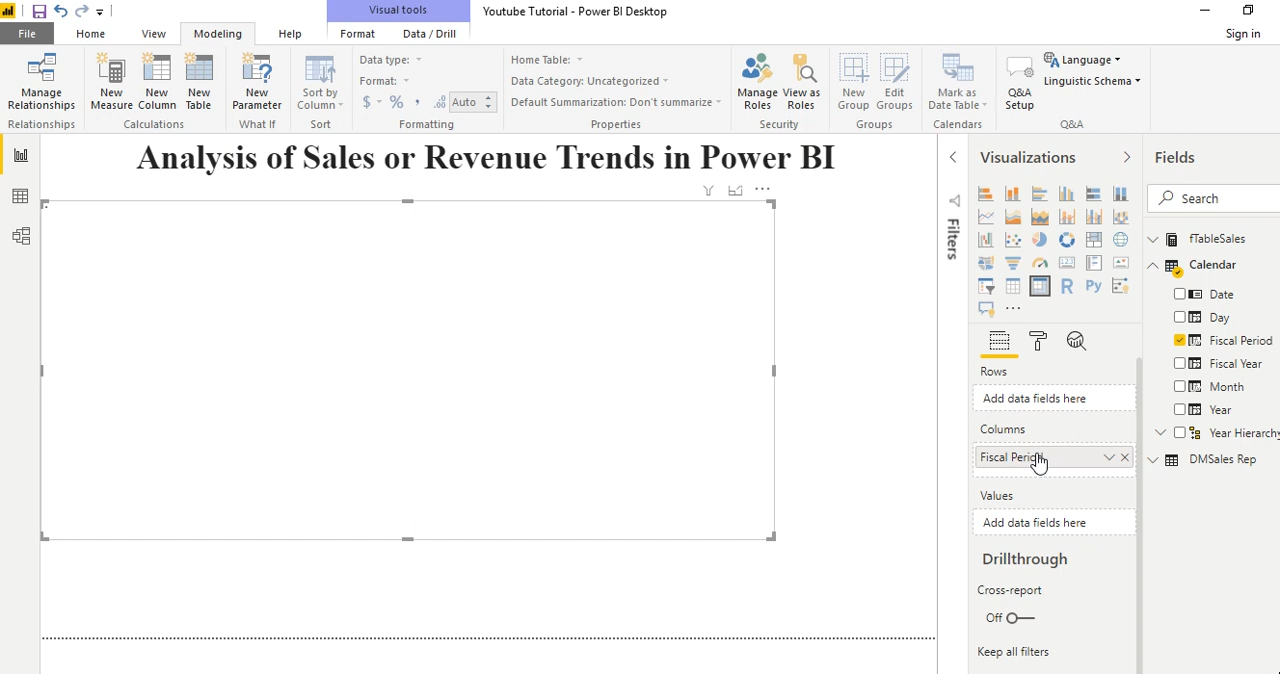 Visual tools
Youtube Tutorial - Power BI Desktop
File
Home
View
Modeling
Help
Format
Data / Drill
Sign in
Manage
Relationships
Relationships
New
Measure
New
Column
New
Table
Calculations
New
Parameter
What If
Sort by
Column
Sort
Data type:
Format:
$ % , .00 Auto
Formatting
Home Table:
Data Category: Uncategorized
Default Summarization: Don't summarize
Properties
Manage
Roles
View as
Roles
Security
New
Group
Edit
Groups
Groups
Mark as
Date Table
Calendars
Q&A
Setup
Language
Linguistic Schema
Q&A
Analysis of Sales or Revenue Trends in Power BI
Filters
Visualizations
R
Py
Rows
Add data fields here
Columns
Fiscal Period
Values
Add data fields here
Drillthrough
Cross-report
Off
Keep all filters
Fields
Search
fTableSales
Calendar
Date
Day
Fiscal Period
Fiscal Year
Month
Year
Year Hierarchy
DMSales Rep